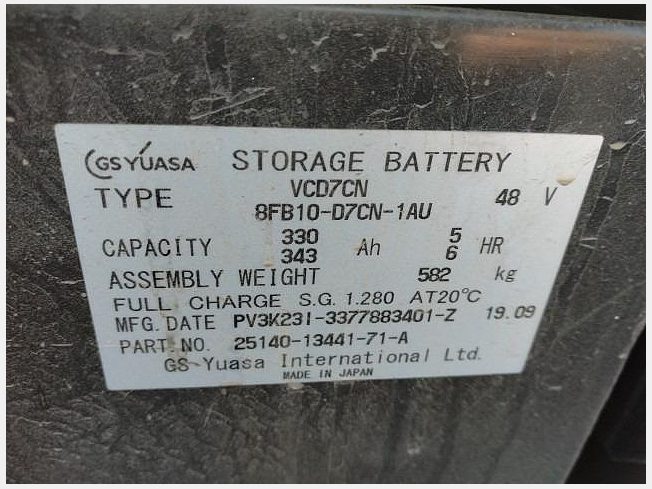 GS YUASA STORAGE BATTERY
TYPE VCD7CN 48 V
8FB10-D7CN-1AU
CAPACITY 330 Ah 5 HR
343 6
ASSEMBLY WEIGHT 582 kg
FULL CHARGE S.G. 1.280 AT20℃
MFG. DATE PV3K231-3377883401-Z 19.09
PART NO. 25140-13441-71-A
GS-Yuasa International Ltd.
MADE IN JAPAN